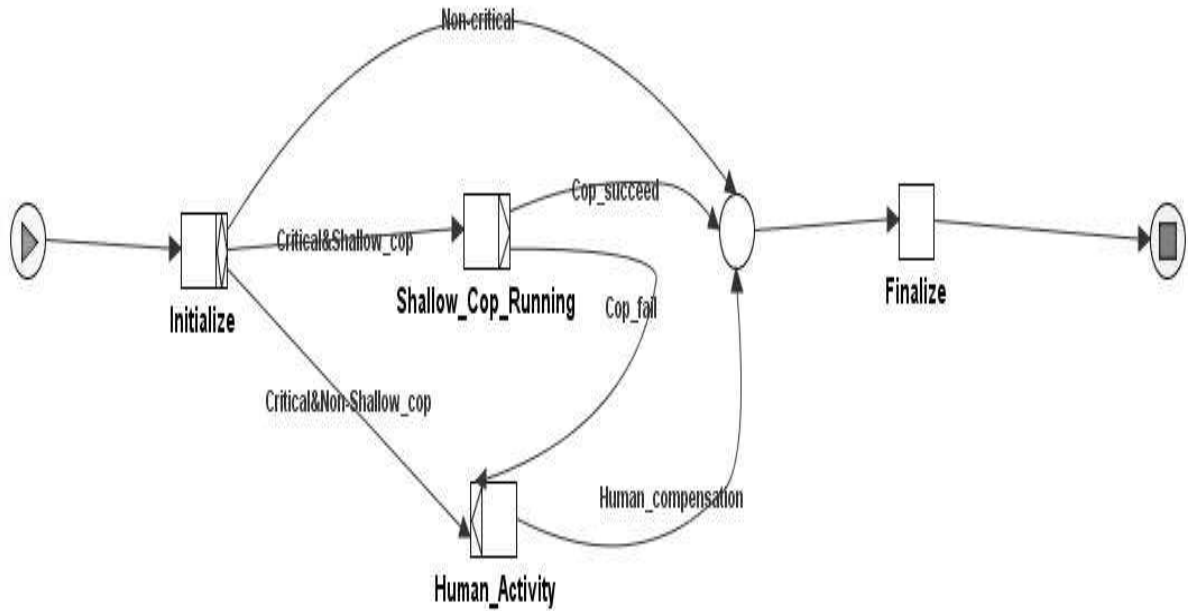 Non-critical
Cop_succeed
Critical&Shallow_cop
Shallow_Cop_Running
Finalize
Initialize
Cop_fail
Critical&Non-Shallow_cop
Human_compensation
Human_Activity